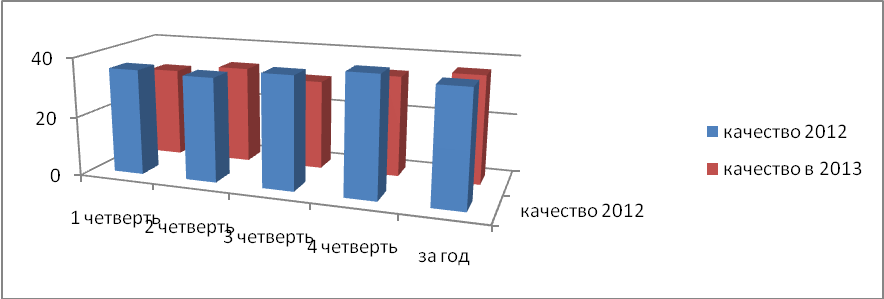 40
20
0
1 четверть
2 четверть
3 четверть
4 четверть
за год
качество 2012
качество 2012
качество в 2013